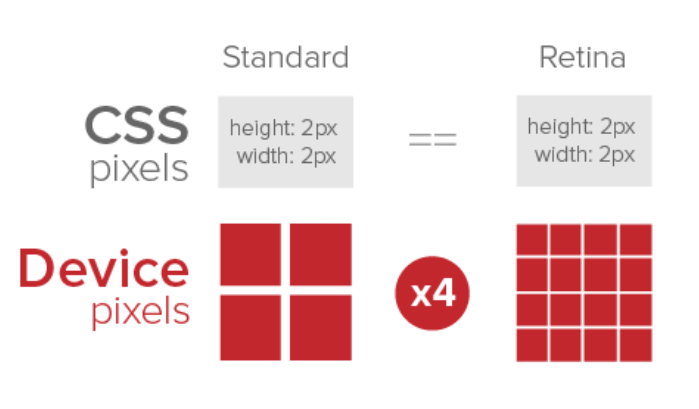 Standard
Retina
CSS
pixels
height: 2px
width: 2px
==
height: 2px
width: 2px
Device
pixels
x4